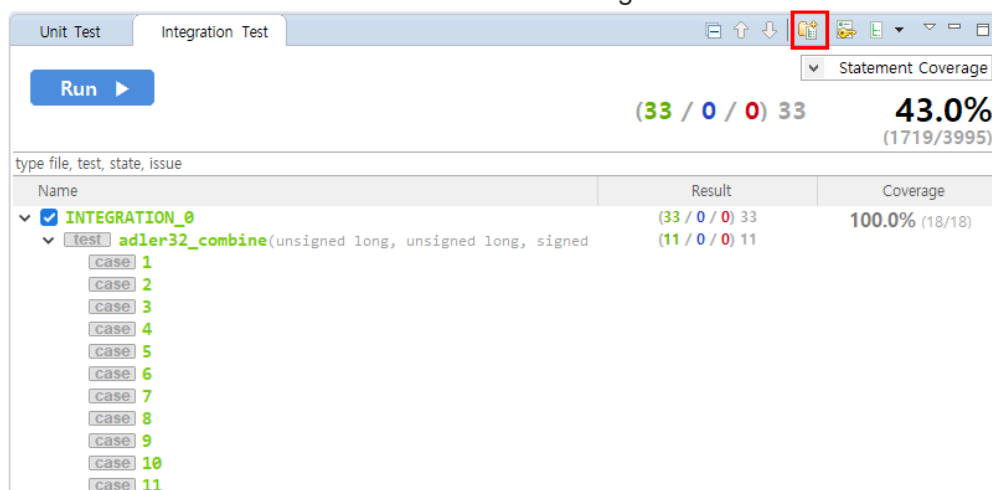 Unit Test
Integration Test
Statement Coverage
Run
(33 / 0 / 0) 33
43.0%
(1719/3995)
type file, test, state, issue
Name Result Coverage
INTEGRATION_0 (33 / 0 / 0) 33 100.0% (18/18)
test adler32_combine(unsigned long, unsigned long, signed (11 / 0 / 0) 11
case 1
case 2
case 3
case 4
case 5
case 6
case 7
case 8
case 9
case 10
case 11